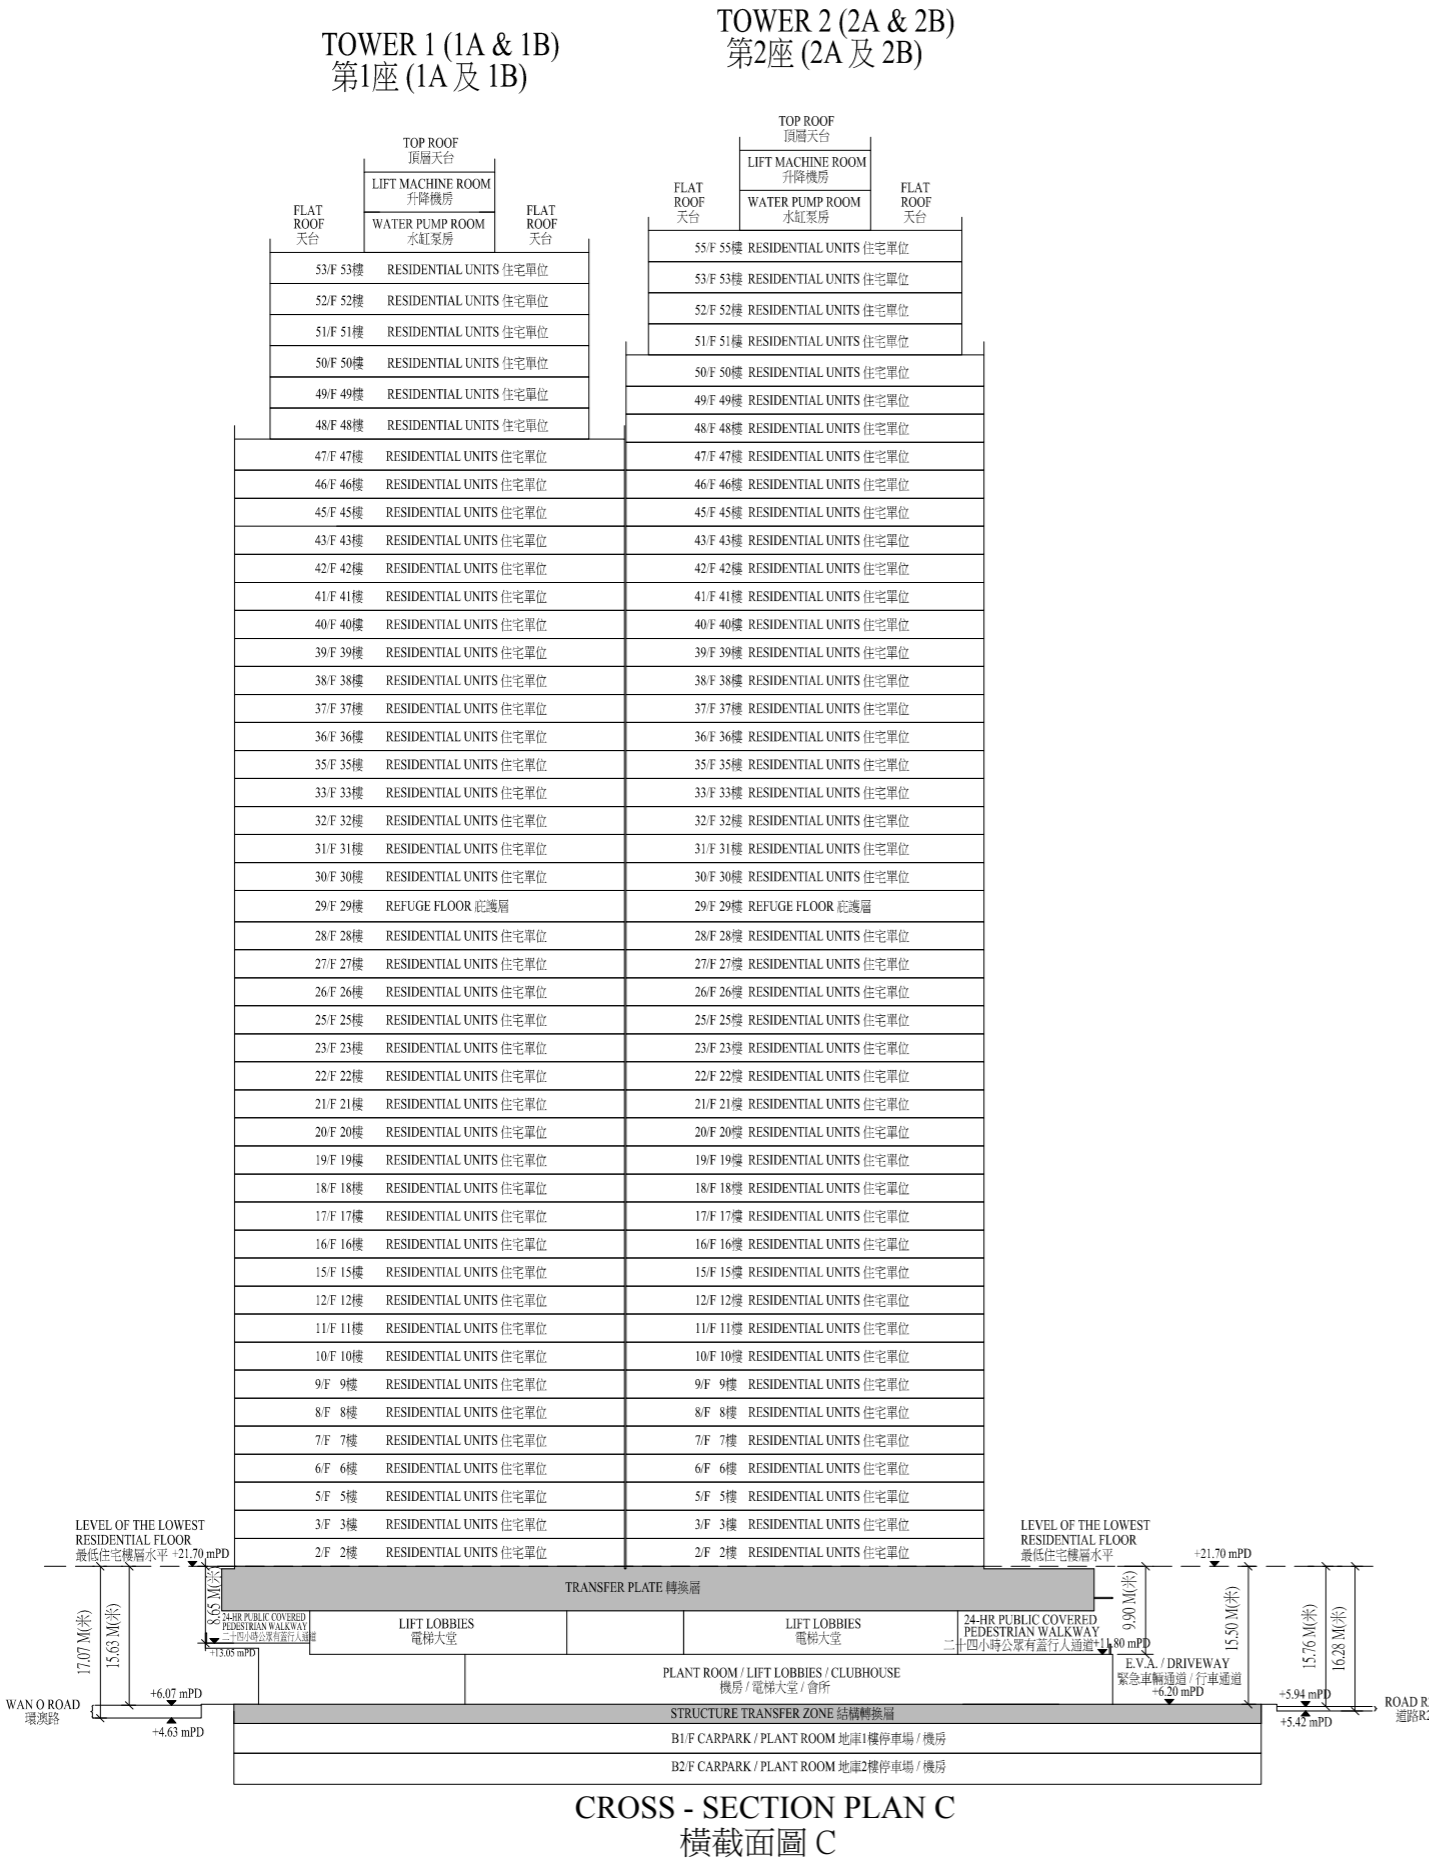 TOWER 1 (1A & 1B)
第1座 (1A 及 1B)
TOWER 2 (2A & 2B)
第2座 (2A 及 2B)
TOP ROOF
頂層天台
LIFT MACHINE ROOM
升降機房
WATER PUMP ROOM
水缸泵房
FLAT
ROOF
天台
FLAT
ROOF
天台
53/F 53樓 RESIDENTIAL UNITS 住宅單位
52/F 52樓 RESIDENTIAL UNITS 住宅單位
51/F 51樓 RESIDENTIAL UNITS 住宅單位
50/F 50樓 RESIDENTIAL UNITS 住宅單位
49/F 49樓 RESIDENTIAL UNITS 住宅單位
48/F 48樓 RESIDENTIAL UNITS 住宅單位
47/F 47樓 RESIDENTIAL UNITS 住宅單位
46/F 46樓 RESIDENTIAL UNITS 住宅單位
45/F 45樓 RESIDENTIAL UNITS 住宅單位
43/F 43樓 RESIDENTIAL UNITS 住宅單位
42/F 42樓 RESIDENTIAL UNITS 住宅單位
41/F 41樓 RESIDENTIAL UNITS 住宅單位
40/F 40樓 RESIDENTIAL UNITS 住宅單位
39/F 39樓 RESIDENTIAL UNITS 住宅單位
38/F 38樓 RESIDENTIAL UNITS 住宅單位
37/F 37樓 RESIDENTIAL UNITS 住宅單位
36/F 36樓 RESIDENTIAL UNITS 住宅單位
35/F 35樓 RESIDENTIAL UNITS 住宅單位
33/F 33樓 RESIDENTIAL UNITS 住宅單位
32/F 32樓 RESIDENTIAL UNITS 住宅單位
31/F 31樓 RESIDENTIAL UNITS 住宅單位
30/F 30樓 RESIDENTIAL UNITS 住宅單位
29/F 29樓 REFUGE FLOOR 庇護層
28/F 28樓 RESIDENTIAL UNITS 住宅單位
27/F 27樓 RESIDENTIAL UNITS 住宅單位
26/F 26樓 RESIDENTIAL UNITS 住宅單位
25/F 25樓 RESIDENTIAL UNITS 住宅單位
23/F 23樓 RESIDENTIAL UNITS 住宅單位
22/F 22樓 RESIDENTIAL UNITS 住宅單位
21/F 21樓 RESIDENTIAL UNITS 住宅單位
20/F 20樓 RESIDENTIAL UNITS 住宅單位
19/F 19樓 RESIDENTIAL UNITS 住宅單位
18/F 18樓 RESIDENTIAL UNITS 住宅單位
17/F 17樓 RESIDENTIAL UNITS 住宅單位
16/F 16樓 RESIDENTIAL UNITS 住宅單位
15/F 15樓 RESIDENTIAL UNITS 住宅單位
12/F 12樓 RESIDENTIAL UNITS 住宅單位
11/F 11樓 RESIDENTIAL UNITS 住宅單位
10/F 10樓 RESIDENTIAL UNITS 住宅單位
9/F 9樓 RESIDENTIAL UNITS 住宅單位
8/F 8樓 RESIDENTIAL UNITS 住宅單位
7/F 7樓 RESIDENTIAL UNITS 住宅單位
6/F 6樓 RESIDENTIAL UNITS 住宅單位
5/F 5樓 RESIDENTIAL UNITS 住宅單位
3/F 3樓 RESIDENTIAL UNITS 住宅單位
2/F 2樓 RESIDENTIAL UNITS 住宅單位
TOP ROOF
頂層天台
LIFT MACHINE ROOM
升降機房
WATER PUMP ROOM
水缸泵房
FLAT
ROOF
天台
FLAT
ROOF
天台
55/F 55樓 RESIDENTIAL UNITS 住宅單位
53/F 53樓 RESIDENTIAL UNITS 住宅單位
52/F 52樓 RESIDENTIAL UNITS 住宅單位
51/F 51樓 RESIDENTIAL UNITS 住宅單位
50/F 50樓 RESIDENTIAL UNITS 住宅單位
49/F 49樓 RESIDENTIAL UNITS 住宅單位
48/F 48樓 RESIDENTIAL UNITS 住宅單位
47/F 47樓 RESIDENTIAL UNITS 住宅單位
46/F 46樓 RESIDENTIAL UNITS 住宅單位
45/F 45樓 RESIDENTIAL UNITS 住宅單位
43/F 43樓 RESIDENTIAL UNITS 住宅單位
42/F 42樓 RESIDENTIAL UNITS 住宅單位
41/F 41樓 RESIDENTIAL UNITS 住宅單位
40/F 40樓 RESIDENTIAL UNITS 住宅單位
39/F 39樓 RESIDENTIAL UNITS 住宅單位
38/F 38樓 RESIDENTIAL UNITS 住宅單位
37/F 37樓 RESIDENTIAL UNITS 住宅單位
36/F 36樓 RESIDENTIAL UNITS 住宅單位
35/F 35樓 RESIDENTIAL UNITS 住宅單位
33/F 33樓 RESIDENTIAL UNITS 住宅單位
32/F 32樓 RESIDENTIAL UNITS 住宅單位
31/F 31樓 RESIDENTIAL UNITS 住宅單位
30/F 30樓 RESIDENTIAL UNITS 住宅單位
29/F 29樓 REFUGE FLOOR 庇護層
28/F 28樓 RESIDENTIAL UNITS 住宅單位
27/F 27樓 RESIDENTIAL UNITS 住宅單位
26/F 26樓 RESIDENTIAL UNITS 住宅單位
25/F 25樓 RESIDENTIAL UNITS 住宅單位
23/F 23樓 RESIDENTIAL UNITS 住宅單位
22/F 22樓 RESIDENTIAL UNITS 住宅單位
21/F 21樓 RESIDENTIAL UNITS 住宅單位
20/F 20樓 RESIDENTIAL UNITS 住宅單位
19/F 19樓 RESIDENTIAL UNITS 住宅單位
18/F 18樓 RESIDENTIAL UNITS 住宅單位
17/F 17樓 RESIDENTIAL UNITS 住宅單位
16/F 16樓 RESIDENTIAL UNITS 住宅單位
15/F 15樓 RESIDENTIAL UNITS 住宅單位
12/F 12樓 RESIDENTIAL UNITS 住宅單位
11/F 11樓 RESIDENTIAL UNITS 住宅單位
10/F 10樓 RESIDENTIAL UNITS 住宅單位
9/F 9樓 RESIDENTIAL UNITS 住宅單位
8/F 8樓 RESIDENTIAL UNITS 住宅單位
7/F 7樓 RESIDENTIAL UNITS 住宅單位
6/F 6樓 RESIDENTIAL UNITS 住宅單位
5/F 5樓 RESIDENTIAL UNITS 住宅單位
3/F 3樓 RESIDENTIAL UNITS 住宅單位
2/F 2樓 RESIDENTIAL UNITS 住宅單位
LEVEL OF THE LOWEST
RESIDENTIAL FLOOR
最低住宅樓層水平 +21.70 mPD
LEVEL OF THE LOWEST
RESIDENTIAL FLOOR
最低住宅樓層水平
+21.70 mPD
TRANSFER PLATE 轉換層
17.07 M(米)
15.63 M(米)
8.65 M(米)
24-HR PUBLIC COVERED
PEDESTRIAN WALKWAY
二十四小時公眾有蓋行人通道
+13.05 mPD
LIFT LOBBIES
電梯大堂
LIFT LOBBIES
電梯大堂
24-HR PUBLIC COVERED
PEDESTRIAN WALKWAY
二十四小時公眾有蓋行人通道+11.80 mPD
9.90 M(米)
15.50 M(米)
15.76 M(米)
16.28 M(米)
PLANT ROOM / LIFT LOBBIES / CLUBHOUSE
機房 / 電梯大堂 / 會所
E.V.A. / DRIVEWAY
緊急車輛通道 / 行車通道
+6.20 mPD
WAN O ROAD
環澳路
+6.07 mPD
+4.63 mPD
+5.94 mPD
+5.42 mPD
ROAD R2
道路R2
STRUCTURE TRANSFER ZONE 結構轉換層
B1/F CARPARK / PLANT ROOM 地庫1樓停車場 / 機房
B2/F CARPARK / PLANT ROOM 地庫2樓停車場 / 機房
CROSS - SECTION PLAN C
橫截面圖 C